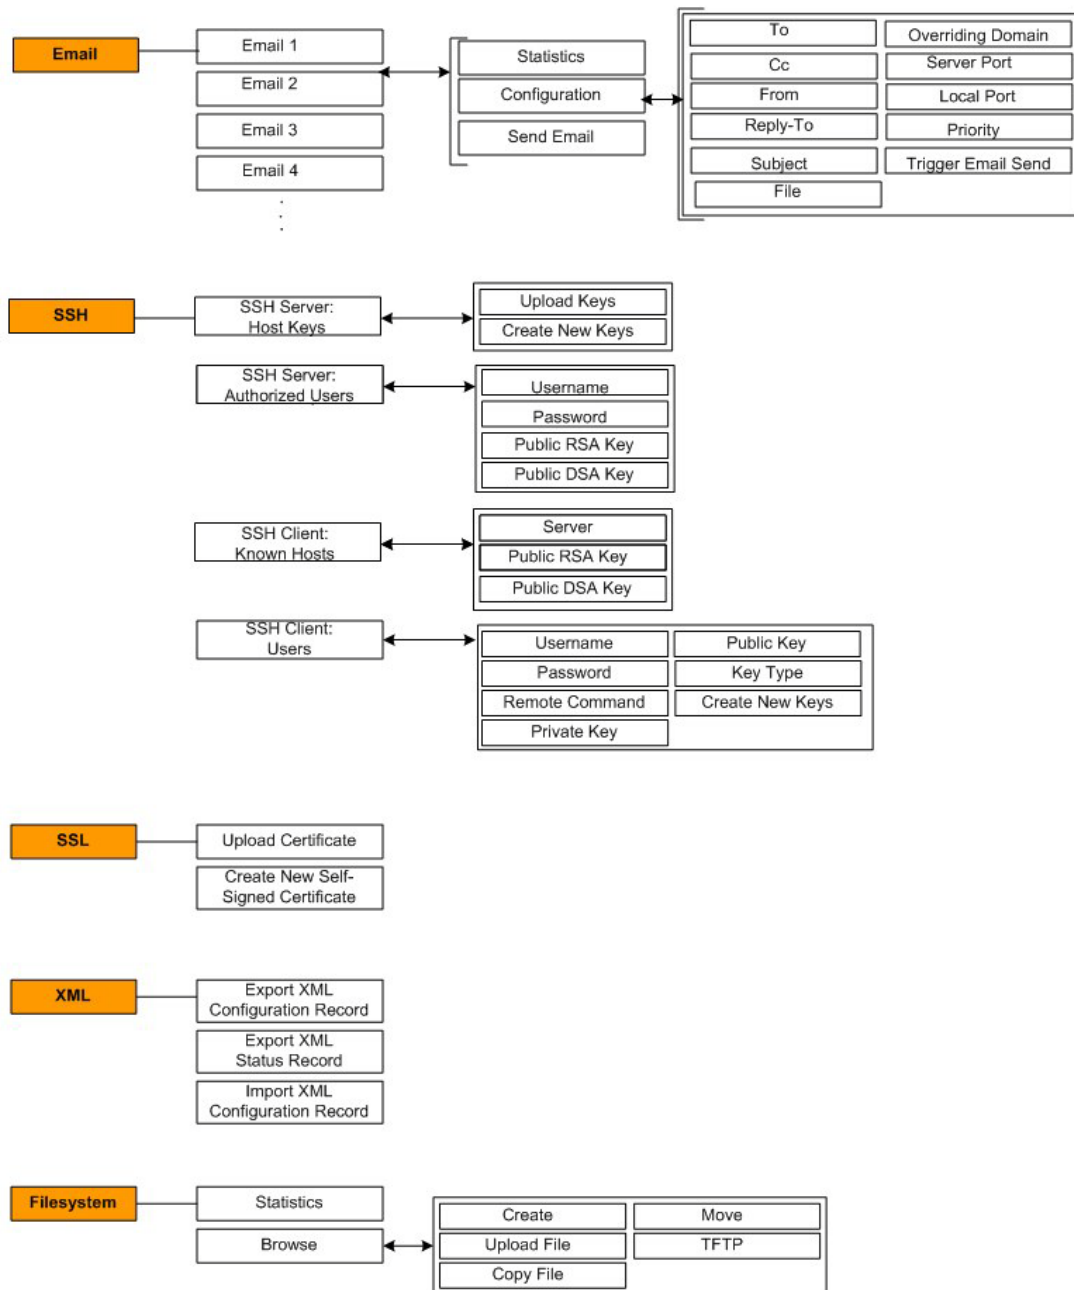 Email
Email 1
Email 2
Email 3
Email 4
Statistics
Configuration
Send Email
To
Cc
From
Reply-To
Subject
File
Overriding Domain
Server Port
Local Port
Priority
Trigger Email Send
SSH
SSH Server:
Host Keys
Upload Keys
Create New Keys
SSH Server:
Authorized Users
Username
Password
Public RSA Key
Public DSA Key
SSH Client:
Known Hosts
Server
Public RSA Key
Public DSA Key
SSH Client:
Users
Username
Password
Remote Command
Private Key
Public Key
Key Type
Create New Keys
SSL
Upload Certificate
Create New Self-
Signed Certificate
XML
Export XML
Configuration Record
Export XML
Status Record
Import XML
Configuration Record
Filesystem
Statistics
Browse
Create
Upload File
Copy File
Move
TFTP